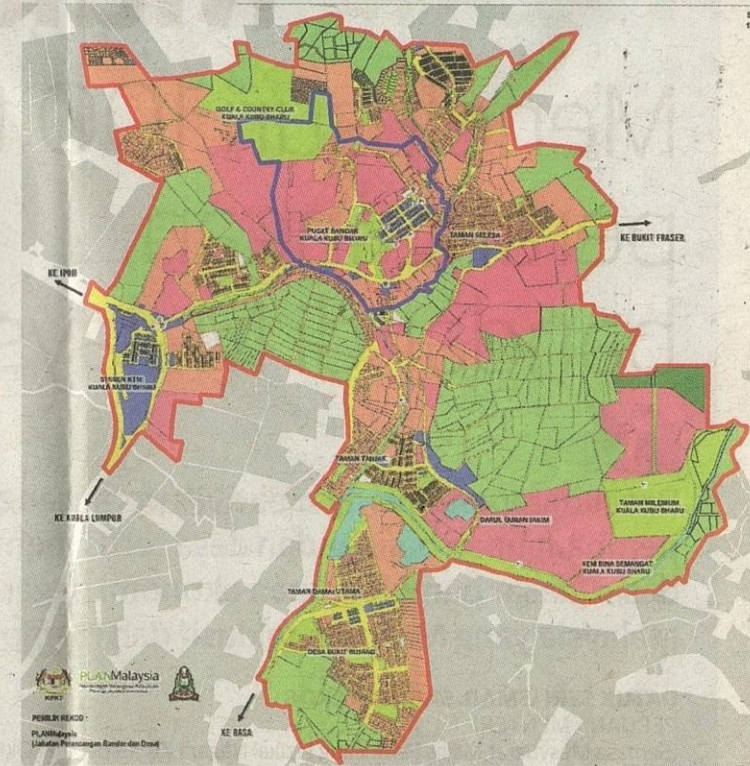 GOLF & COUNTRY CLUB
KUALA KUBU BHARU
PUSAT BANDAR
KUALA KUBU BHARU
TAMAN SELESA
KE BUKIT FRASER
KE IPOH
STESEN KTM
KUALA KUBU BHARU
KE KUALA LUMPUR
TAMAN TAMBAK
DARUL QURAN JAKIM
TAMAN MILENIUM
KUALA KUBU BHARU
KEM BINA SEMANGAT
KUALA KUBU BHARU
TAMAN DAMAI UTAMA
DESA BUKIT BUJANG
KPKT
PLANMalaysia
PEMILIK REKOD :
PLANMalaysia
(Jabatan Perancangan Bandar dan Desa)
KE RASA